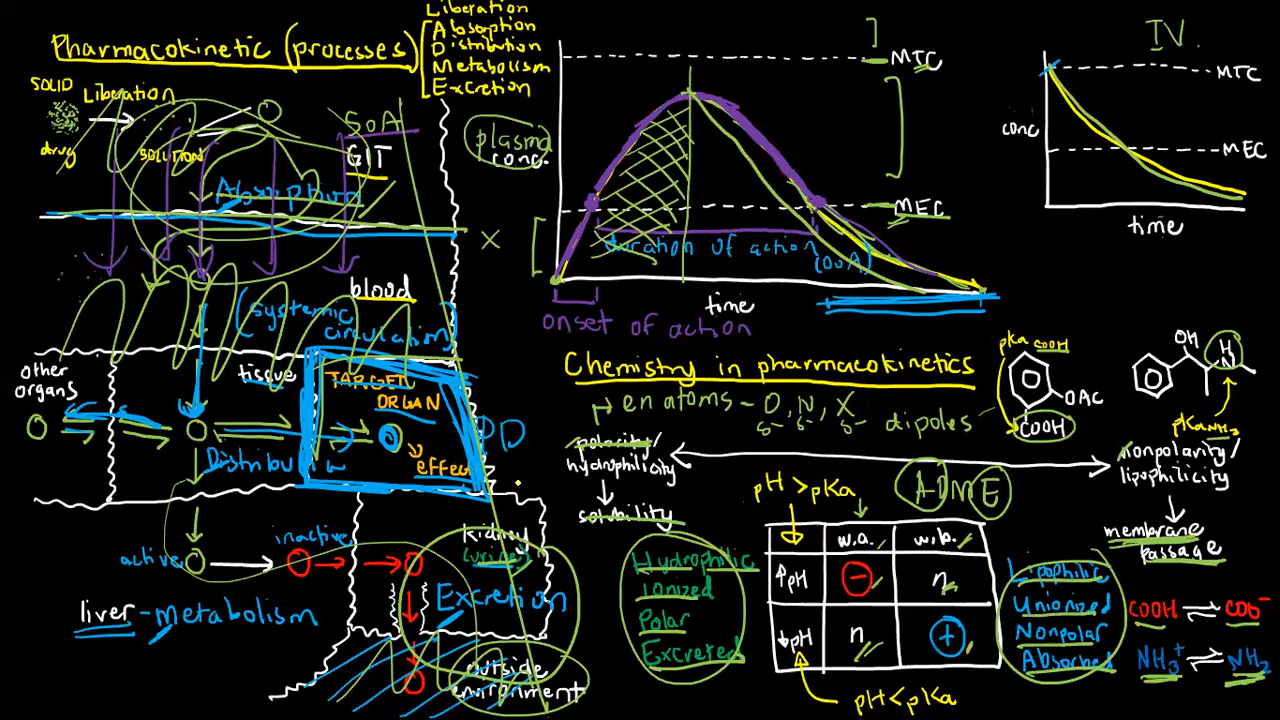 Pharmacokinetic (processes)
Liberation
Absorption
Distribution
Metabolism
Excretion
SOLID
drug
Liberation
SOLUTION
SOA
GIT
Absorption
blood
(systemic
circulation)
other
organs
tissue
TARGET
ORGAN
effect
PD
Distribution
active
inactive
kidney
(urine)
Excretion
liver - metabolism
outside
environment
plasma
conc.
X
MTC
MEC
duration of action
(DOA)
time
onset of action
IV.
conc
MTC
MEC
time
Chemistry in pharmacokinetics
en atoms - O, N, X
δ- δ- δ-
dipoles
pKa COOH
OAc
COOH
OH
H
N
pKa NH2
polarity/
hydrophilicity
solubility
nonpolarity/
lipophilicity
membrane
passage
pH > pKa
ADME
w.a.
w.b.
↑pH
-
n
↓pH
n
+
pH < pKa
Hydrophilic
Ionized
Polar
Excreted
Lipophilic
Unionized
Nonpolar
Absorbed
COOH ⇌ COO⁻
NH3⁺ ⇌ NH2